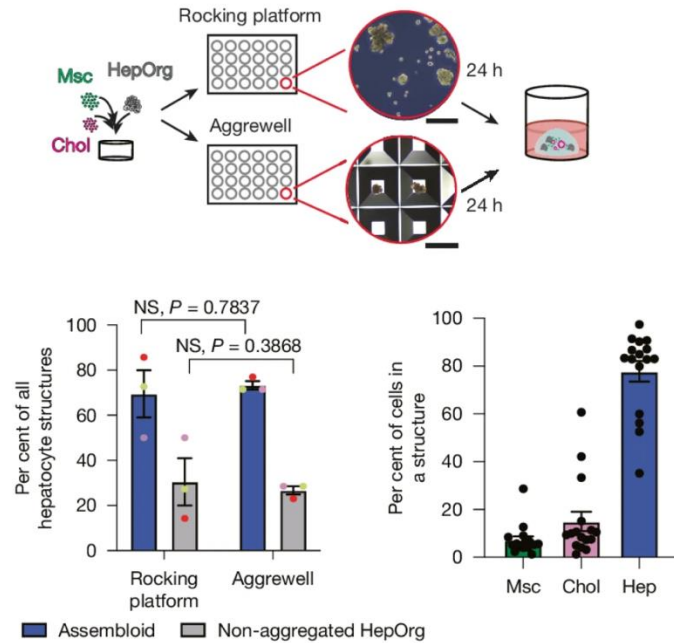 Rocking platform
Msc
HepOrg
Chol
24 h
Aggrewell
24 h
NS, P = 0.7837
NS, P = 0.3868
Per cent of all
hepatocyte structures
100
80
60
40
20
0
Rocking
platform
Aggrewell
Assembloid
Non-aggregated HepOrg
Per cent of cells in
a structure
100
80
60
40
20
0
Msc
Chol
Hep